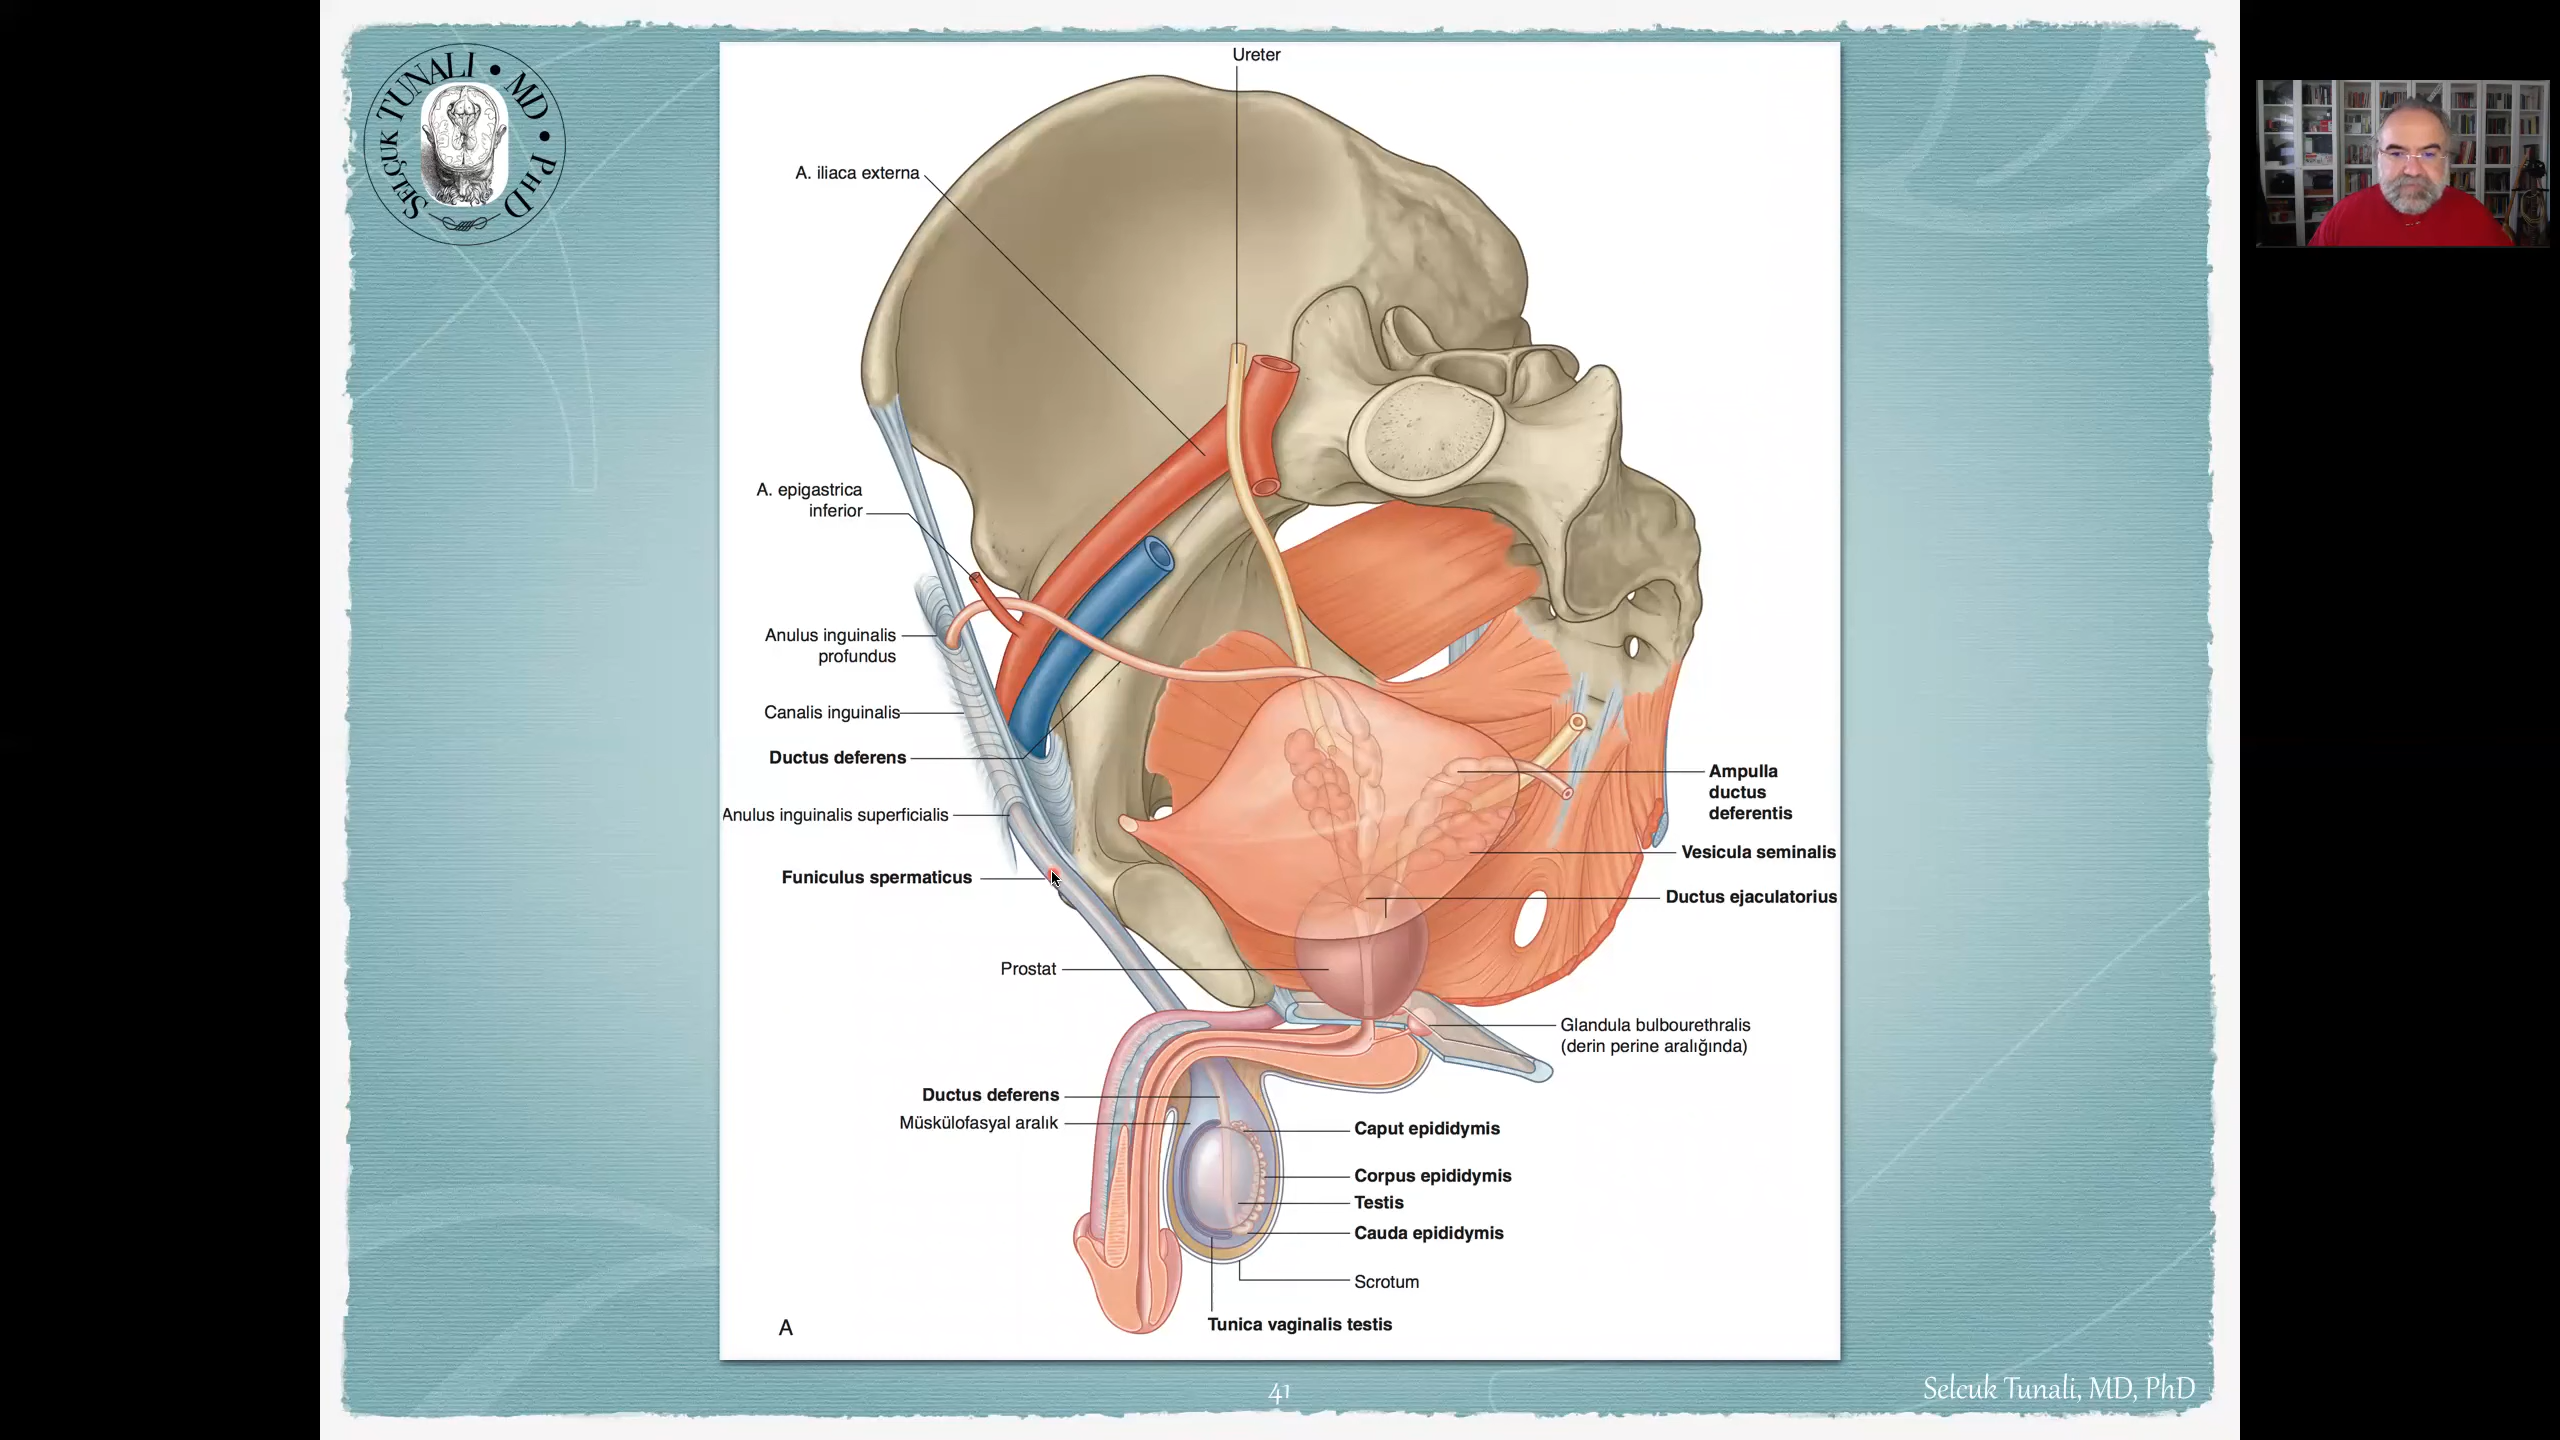 SELÇUK TUNALI • MD • PhD
Ureter
A. iliaca externa
A. epigastrica
inferior
Anulus inguinalis
profundus
Canalis inguinalis
Ductus deferens
Anulus inguinalis superficialis
Funiculus spermaticus
Prostat
Ductus deferens
Müskülofasyal aralık
Ampulla
ductus
deferentis
Vesicula seminalis
Ductus ejaculatorius
Glandula bulbourethralis
(derin perine aralığında)
Caput epididymis
Corpus epididymis
Testis
Cauda epididymis
Scrotum
Tunica vaginalis testis
A
41
Selcuk Tunali, MD, PhD